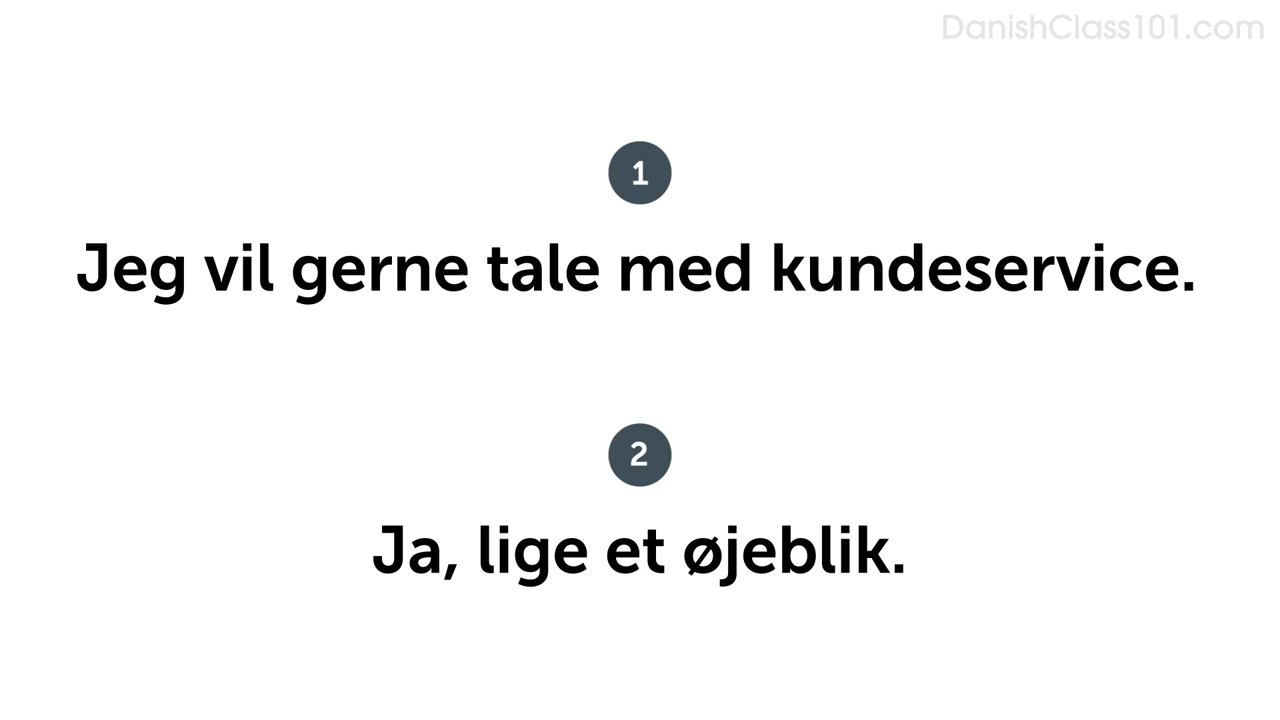 DanishClass101.com
1
Jeg vil gerne tale med kundeservice.
2
Ja, lige et øjeblik.